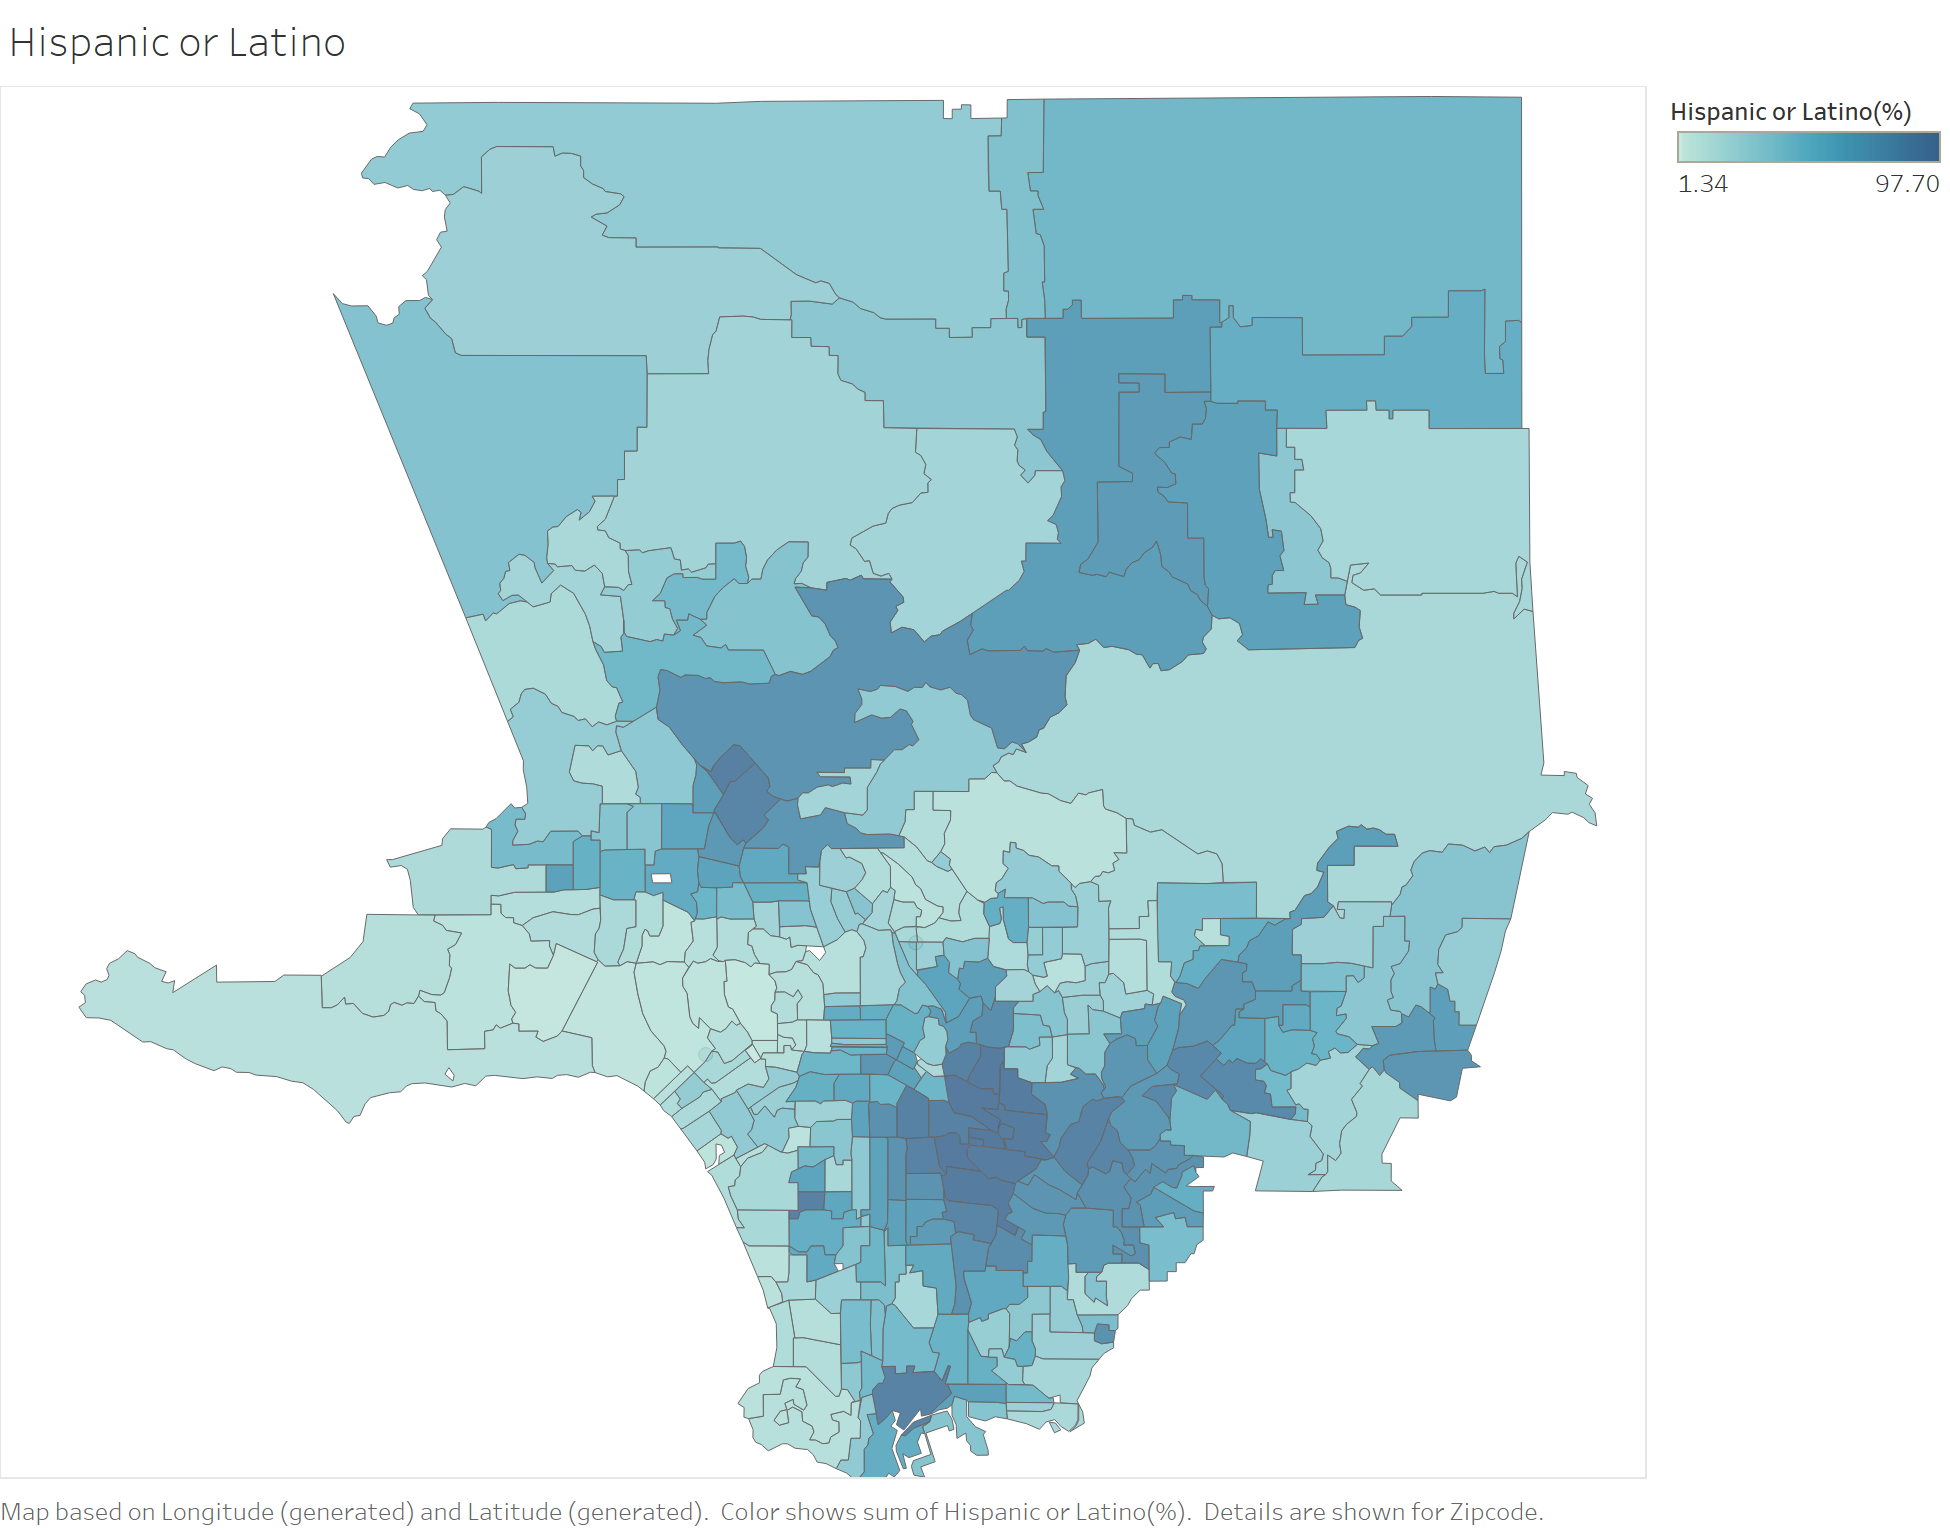 Hispanic or Latino
Hispanic or Latino(%)
1.34 97.70
Map based on Longitude (generated) and Latitude (generated). Color shows sum of Hispanic or Latino(%). Details are shown for Zipcode.